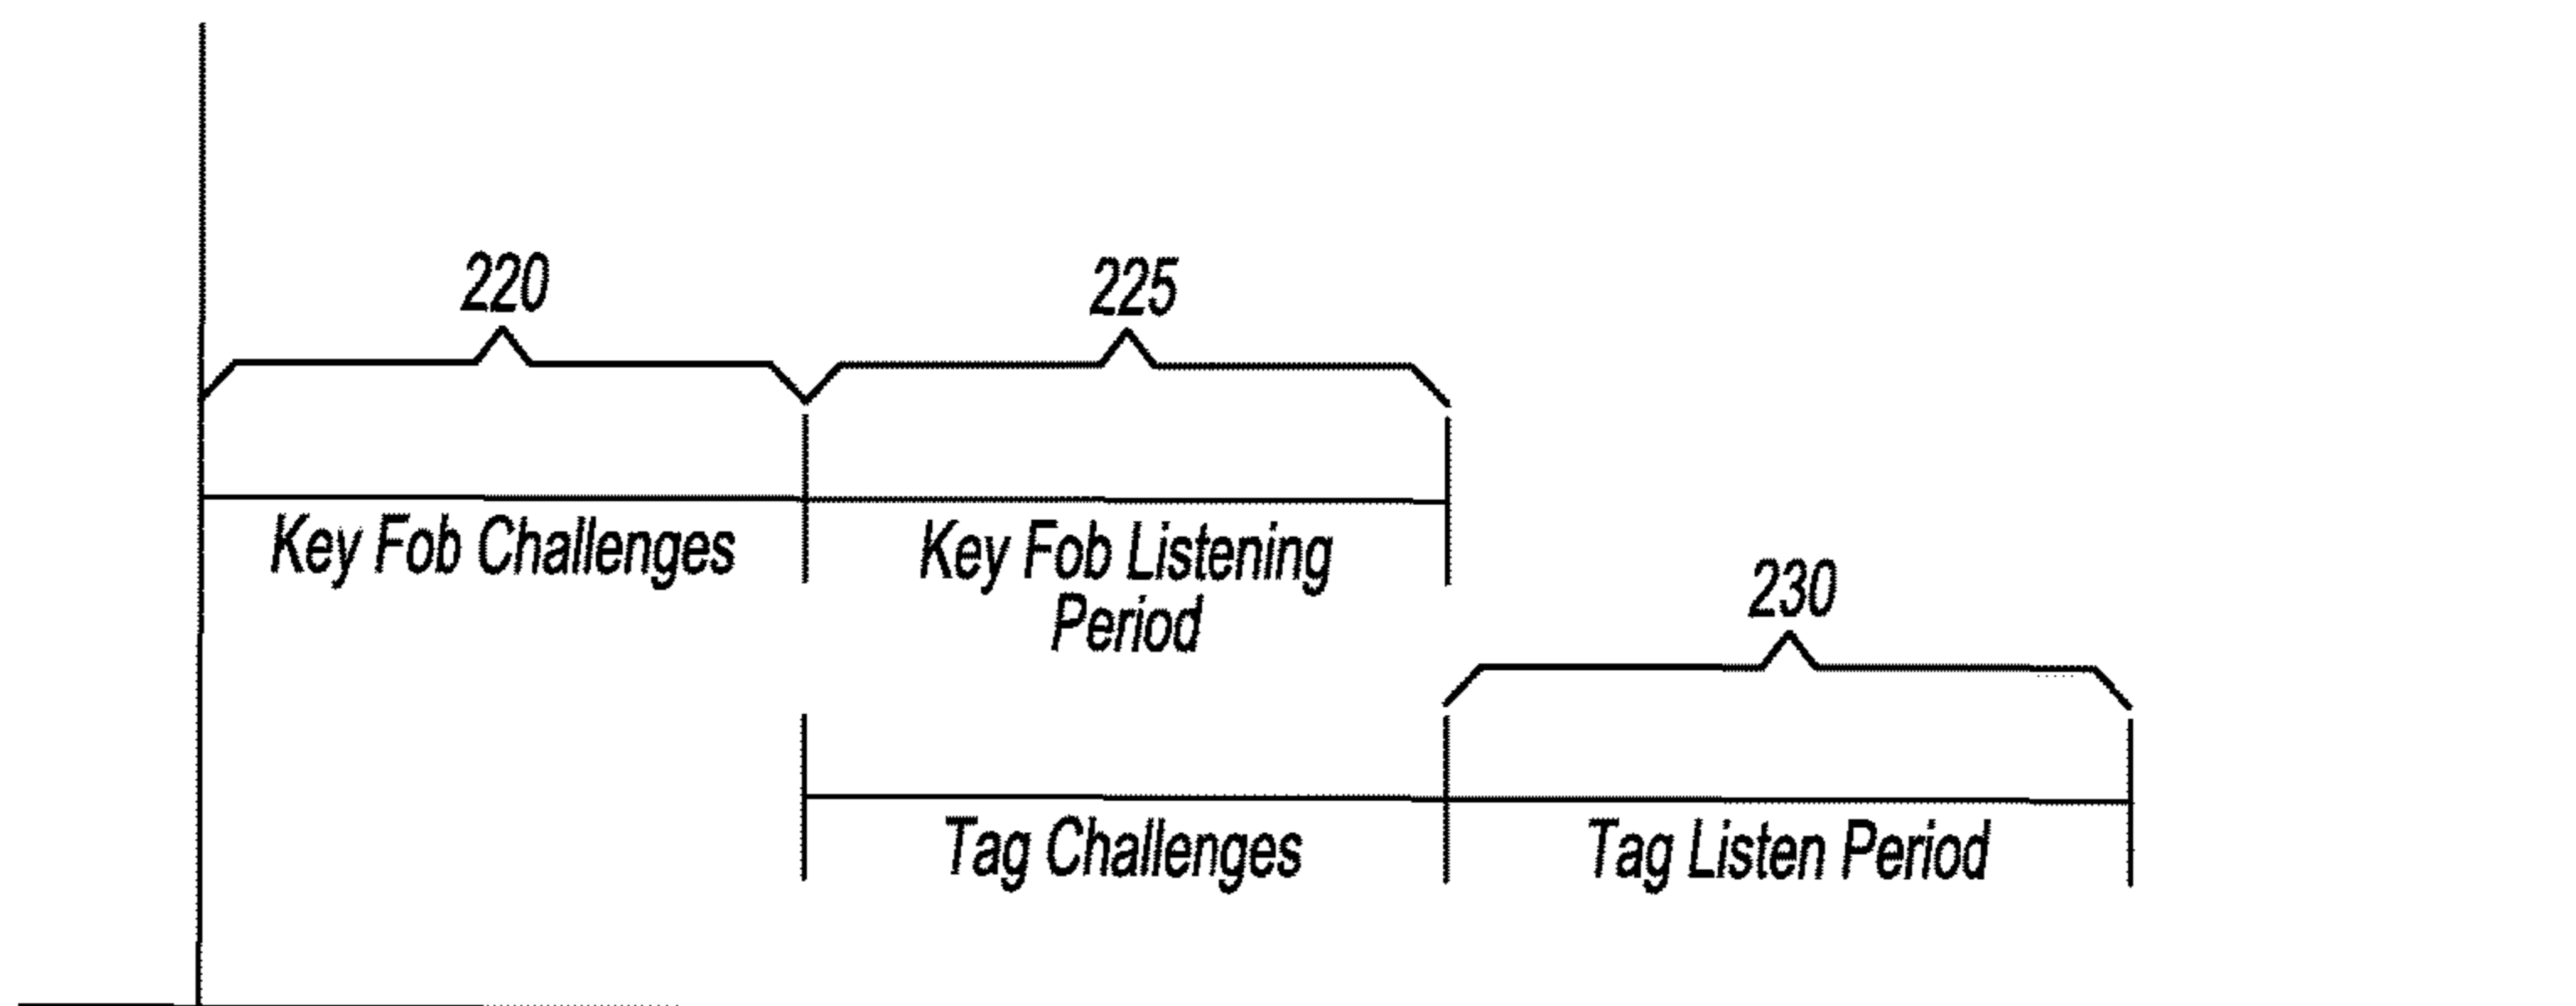 220
225
Key Fob Challenges
Key Fob Listening
Period
230
Tag Challenges
Tag Listen Period